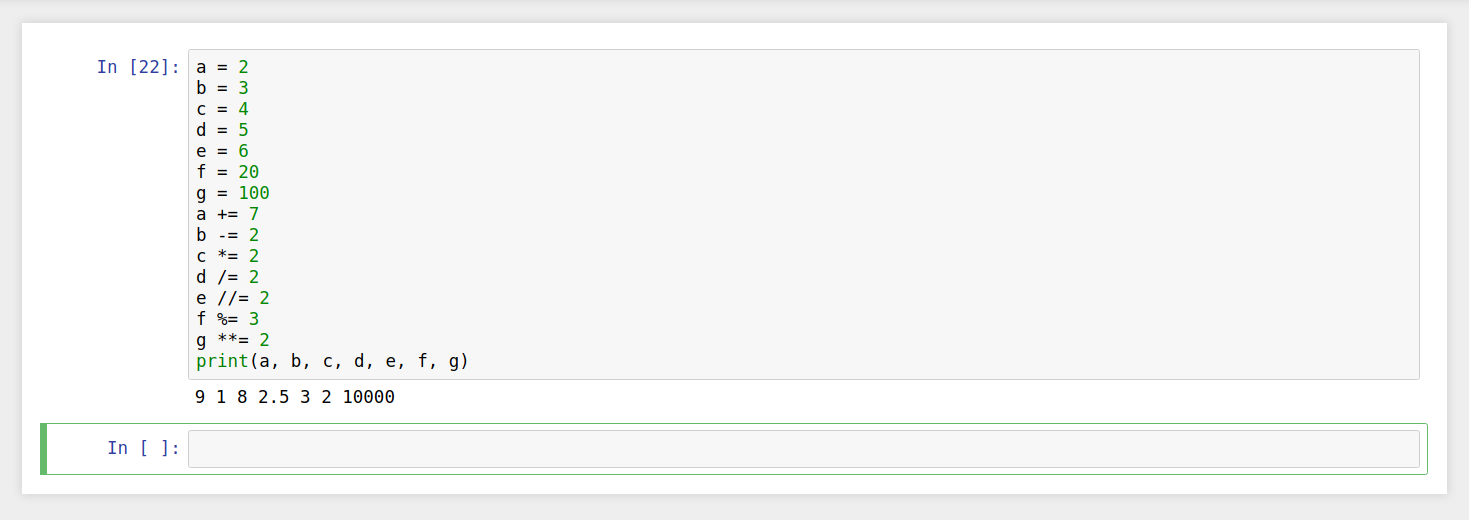 In [22]: a = 2
b = 3
c = 4
d = 5
e = 6
f = 20
g = 100
a += 7
b -= 2
c *= 2
d /= 2
e //= 2
f %= 3
g **= 2
print(a, b, c, d, e, f, g)
9 1 8 2.5 3 2 10000
In [ ]: